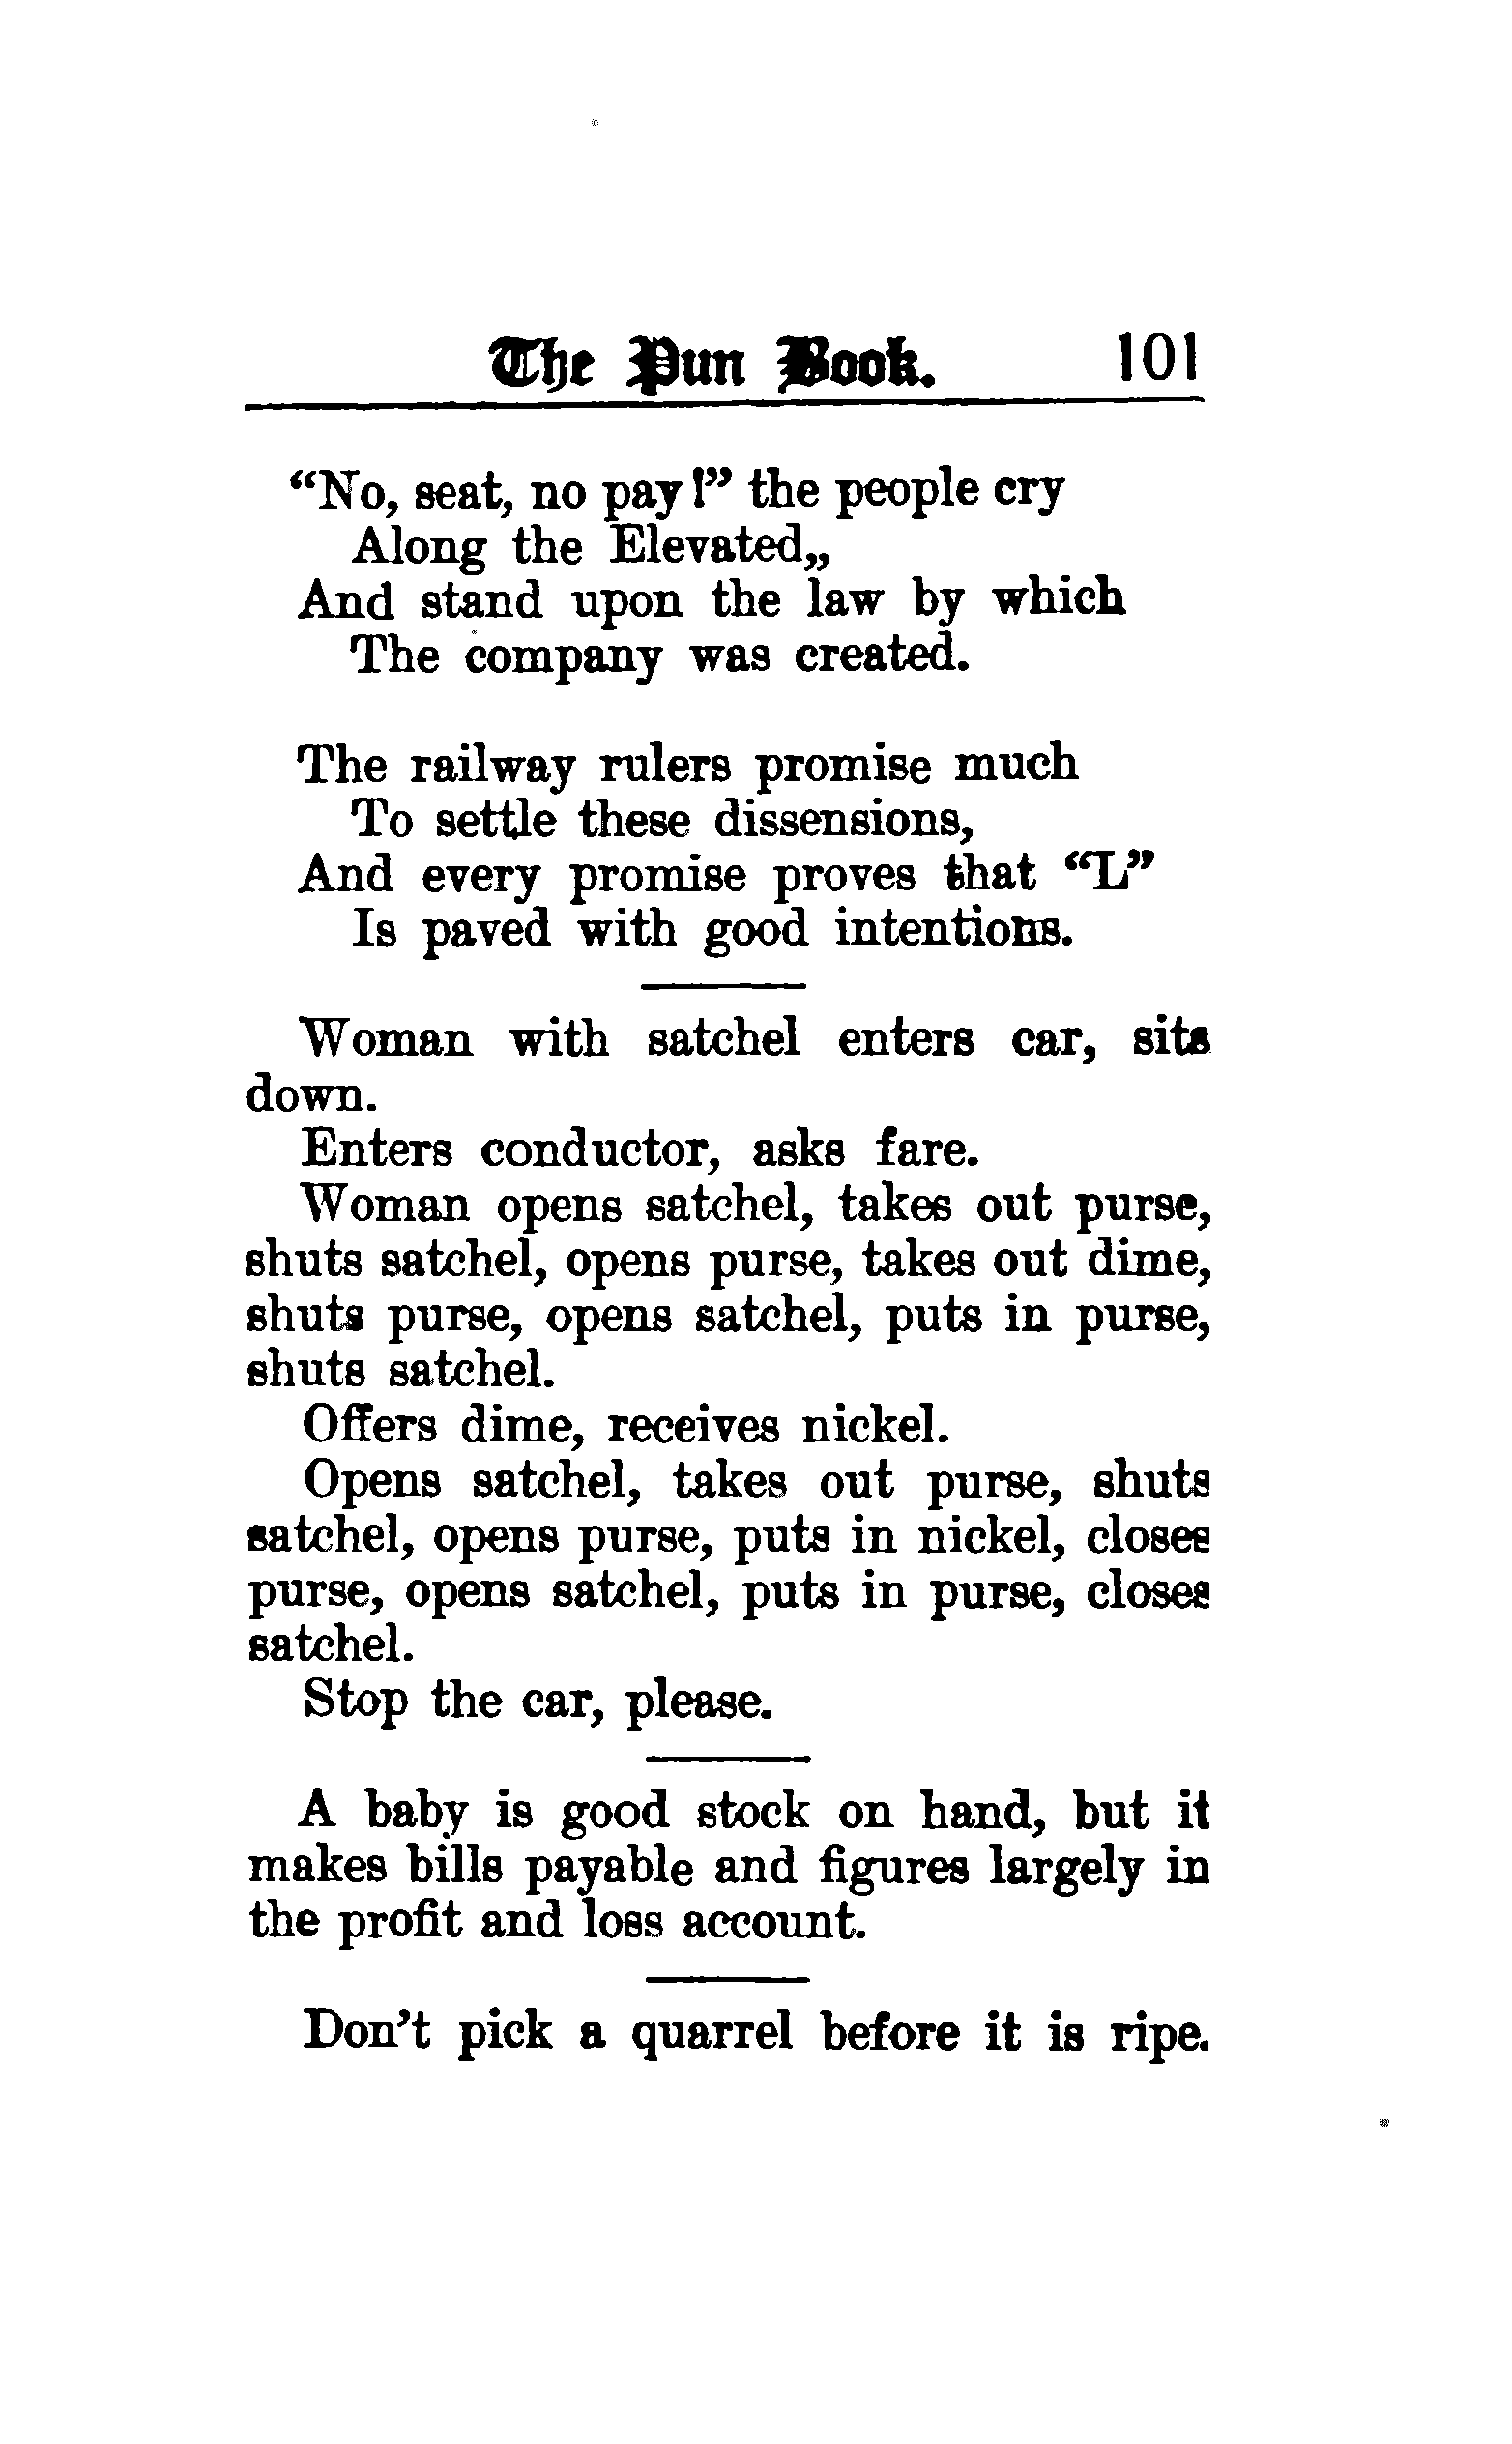 The Pun Book. 101
“No, seat, no pay!” the people cry
Along the Elevated,,
And stand upon the law by which
The company was created.
The railway rulers promise much
To settle these dissensions,
And every promise proves that “L”
Is paved with good intentions.
Woman with satchel enters car, sits
down.
Enters conductor, asks fare.
Woman opens satchel, takes out purse,
shuts satchel, opens purse, takes out dime,
shuts purse, opens satchel, puts in purse,
shuts satchel.
Offers dime, receives nickel.
Opens satchel, takes out purse, shuts
satchel, opens purse, puts in nickel, closes
purse, opens satchel, puts in purse, closes
satchel.
Stop the car, please.
A baby is good stock on hand, but it
makes bills payable and figures largely in
the profit and loss account.
Don’t pick a quarrel before it is ripe.